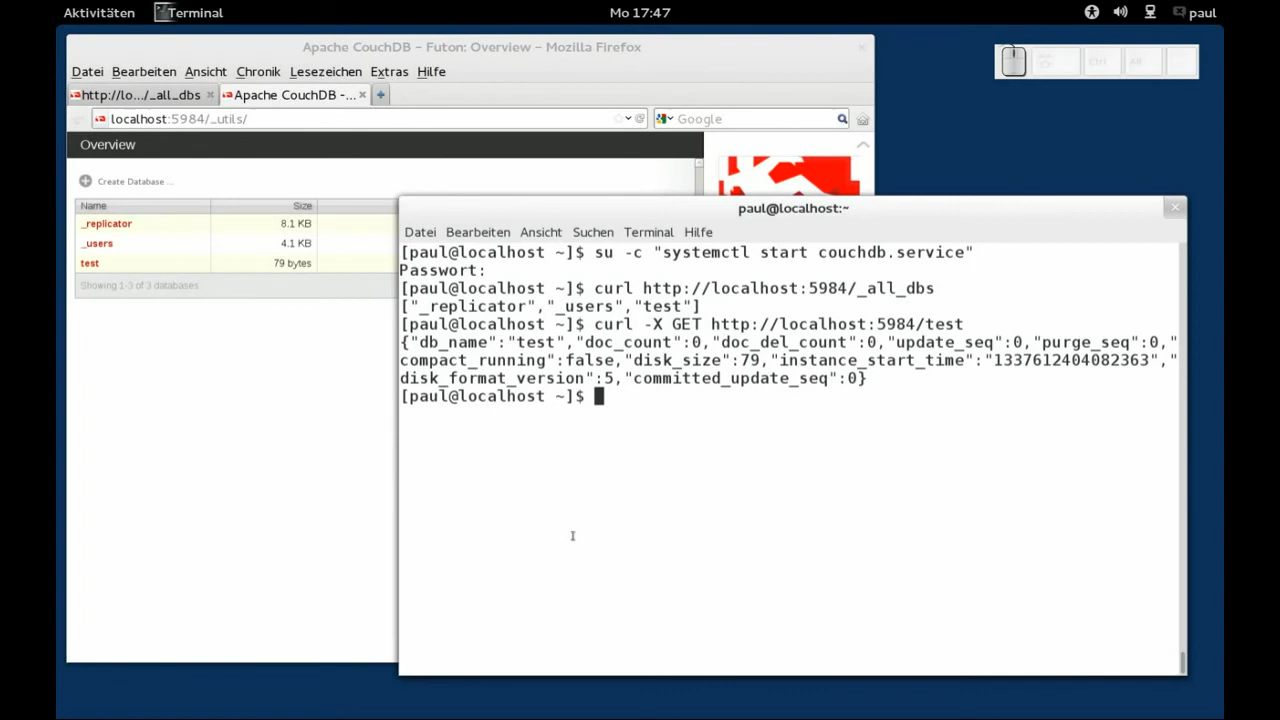 Aktivitäten
Terminal
Mo 17:47
paul
Apache CouchDB – Futon: Overview – Mozilla Firefox
Datei Bearbeiten Ansicht Chronik Lesezeichen Extras Hilfe
http://lo.../_all_dbs
Apache CouchDB -...
localhost:5984/_utils/
Google
Overview
Create Database ...
Name Size
_replicator 8.1 KB
_users 4.1 KB
test 79 bytes
Showing 1-3 of 3 databases
Ctrl
Alt
paul@localhost:~
Datei Bearbeiten Ansicht Suchen Terminal Hilfe
[paul@localhost ~]$ su -c "systemctl start couchdb.service"
Passwort:
[paul@localhost ~]$ curl http://localhost:5984/_all_dbs
["_replicator","_users","test"]
[paul@localhost ~]$ curl -X GET http://localhost:5984/test
{"db_name":"test","doc_count":0,"doc_del_count":0,"update_seq":0,"purge_seq":0,"
compact_running":false,"disk_size":79,"instance_start_time":"1337612404082363","
disk_format_version":5,"committed_update_seq":0}
[paul@localhost ~]$